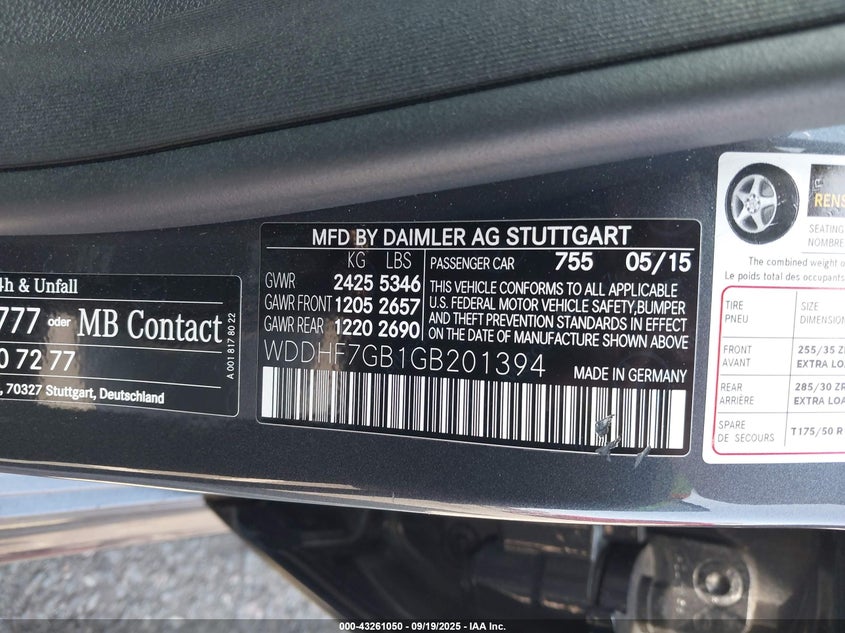 4h & Unfall
777 oder MB Contact
0 72 77
, 70327 Stuttgart, Deutschland
A 001 817 80 22
MFD BY DAIMLER AG STUTTGART
KG LBS
GVWR 2425 5346
GAWR FRONT 1205 2657
GAWR REAR 1220 2690
PASSENGER CAR 755 05/15
THIS VEHICLE CONFORMS TO ALL APPLICABLE
U.S. FEDERAL MOTOR VEHICLE SAFETY,BUMPER
AND THEFT PREVENTION STANDARDS IN EFFECT
ON THE DATE OF MANUFACTURE SHOWN ABOVE
WDDHF7GB1GB201394
MADE IN GERMANY
RENS
SEATING
NOMBRE
The combined weight o
Le poids total des occupants
TIRE SIZE
PNEU DIMENSION
FRONT 255/35 Z
AVANT EXTRA LOA
REAR 285/30 ZR
ARRIÈRE EXTRA LOA
SPARE T175/50 R
DE SECOURS
000-43261050 - 09/19/2025 - IAA Inc.